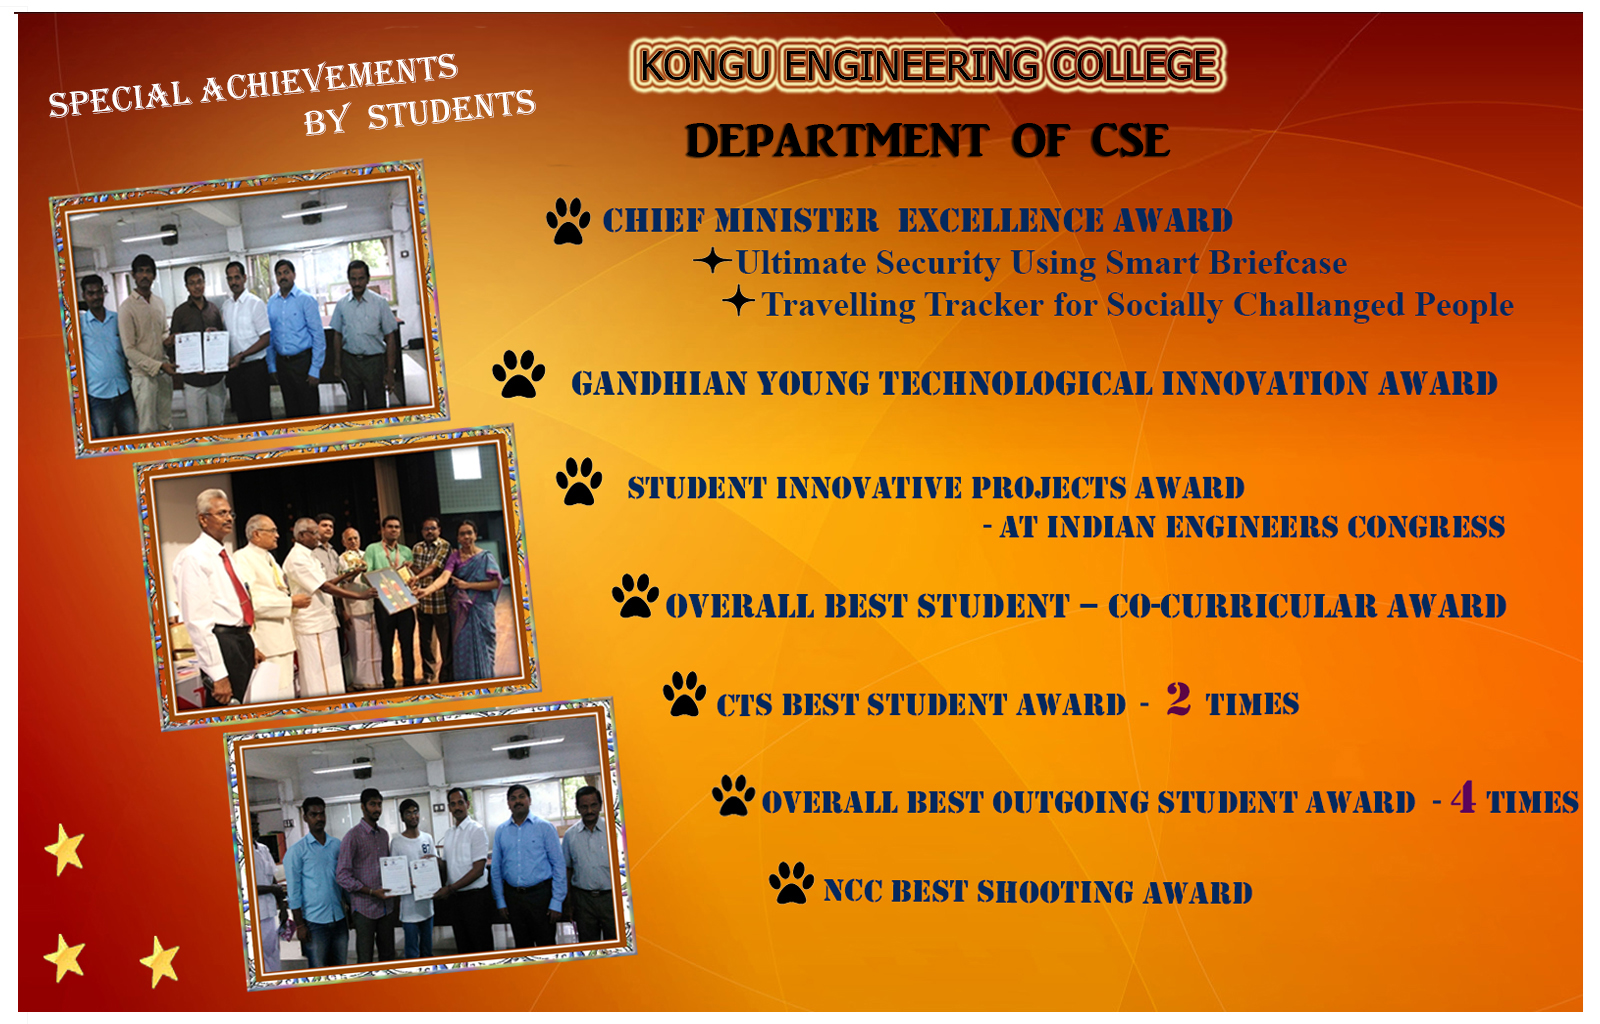 SPECIAL ACHIEVEMENTS
BY STUDENTS
KONGU ENGINEERING COLLEGE
DEPARTMENT OF CSE
CHIEF MINISTER EXCELLENCE AWARD
Ultimate Security Using Smart Briefcase
Travelling Tracker for Socially Challanged People
GANDHIAN YOUNG TECHNOLOGICAL INNOVATION AWARD
STUDENT INNOVATIVE PROJECTS AWARD
- AT INDIAN ENGINEERS CONGRESS
OVERALL BEST STUDENT – CO-CURRICULAR AWARD
CTS BEST STUDENT AWARD - 2 TIMES
OVERALL BEST OUTGOING STUDENT AWARD - 4 TIMES
NCC BEST SHOOTING AWARD